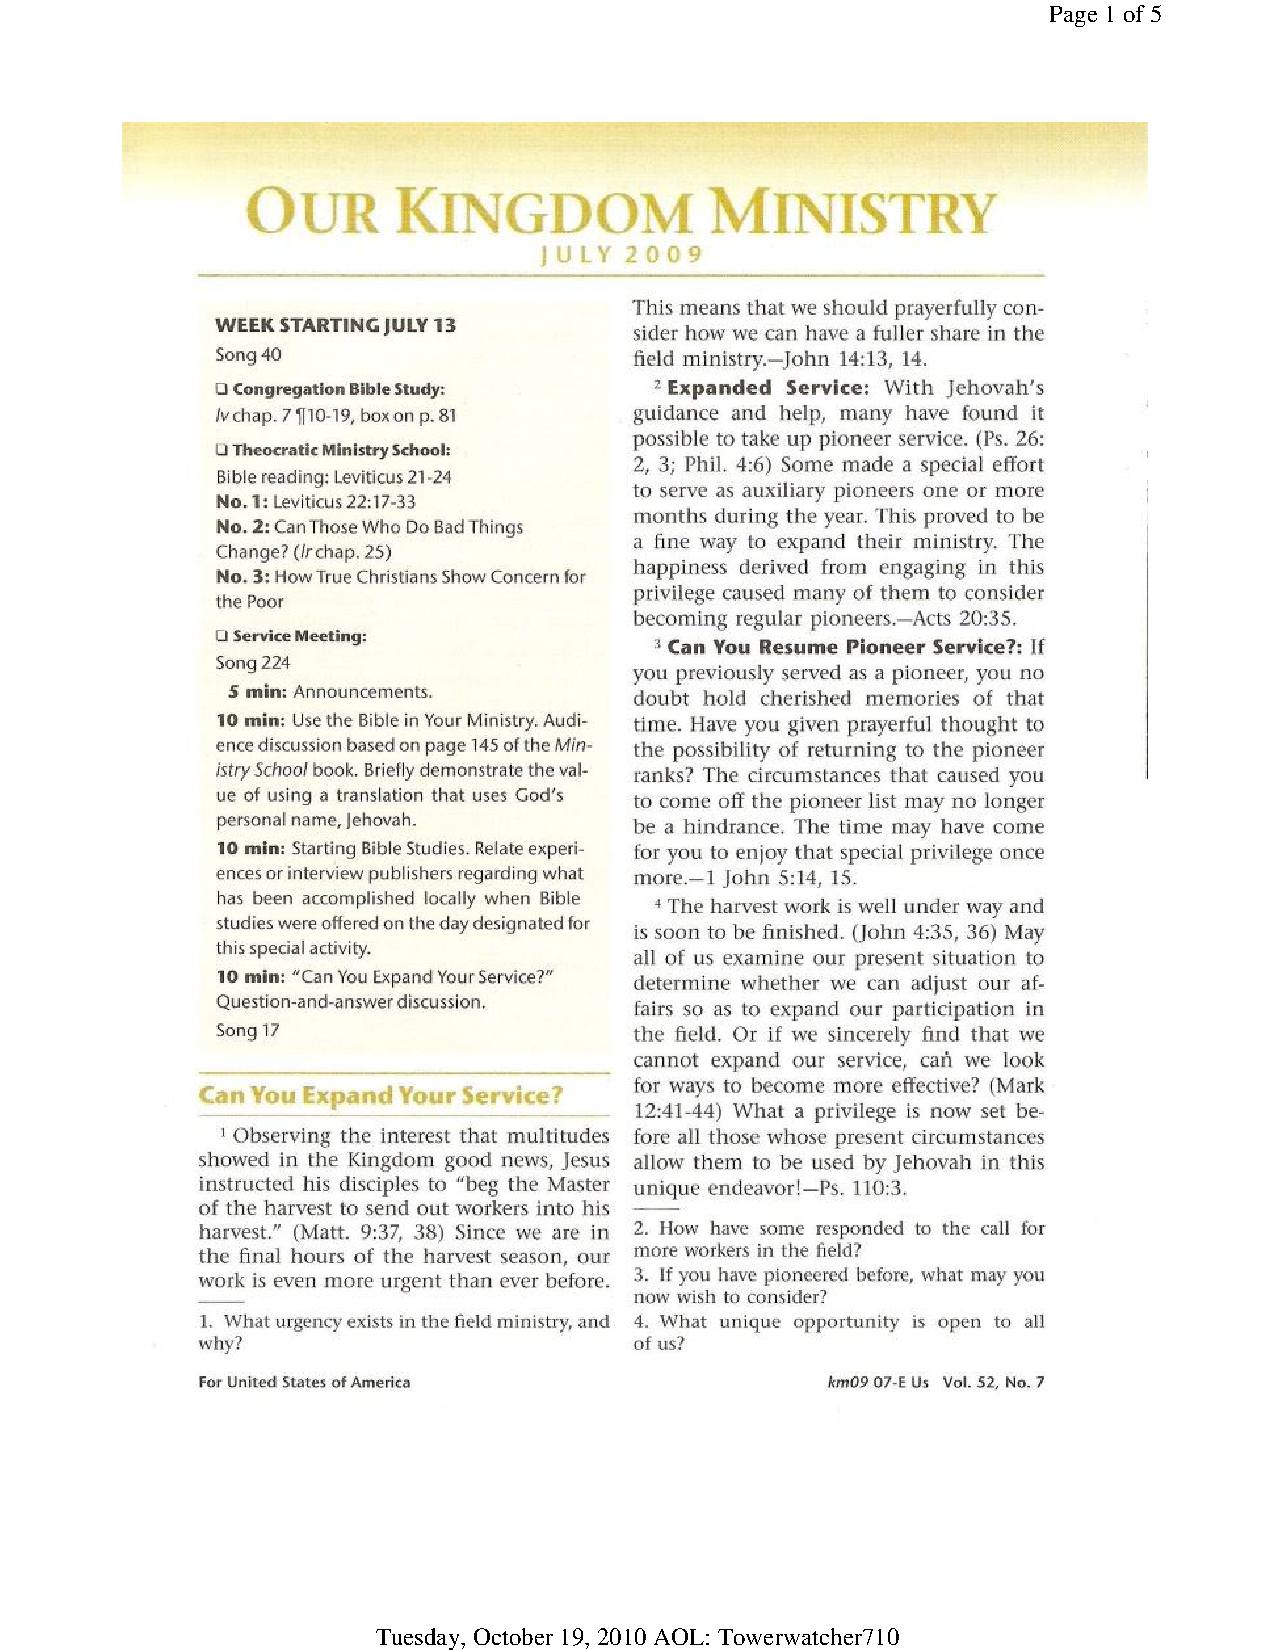 Page 1 of 5
OUR KINGDOM MINISTRY
JULY 2009
WEEK STARTING JULY 13
Song 40
❑ Congregation Bible Study:
lv chap. 7 ¶10-19, box on p. 81
❑ Theocratic Ministry School:
Bible reading: Leviticus 21-24
No. 1: Leviticus 22:17-33
No. 2: Can Those Who Do Bad Things
Change? (lr chap. 25)
No. 3: How True Christians Show Concern for
the Poor
❑ Service Meeting:
Song 224
5 min: Announcements.
10 min: Use the Bible in Your Ministry. Audi-
ence discussion based on page 145 of the Min-
istry School book. Briefly demonstrate the val-
ue of using a translation that uses God's
personal name, Jehovah.
10 min: Starting Bible Studies. Relate experi-
ences or interview publishers regarding what
has been accomplished locally when Bible
studies were offered on the day designated for
this special activity.
10 min: "Can You Expand Your Service?"
Question-and-answer discussion.
Song 17
Can You Expand Your Service?
1 Observing the interest that multitudes
showed in the Kingdom good news, Jesus
instructed his disciples to "beg the Master
of the harvest to send out workers into his
harvest." (Matt. 9:37, 38) Since we are in
the final hours of the harvest season, our
work is even more urgent than ever before.
1. What urgency exists in the field ministry, and
why?
This means that we should prayerfully con-
sider how we can have a fuller share in the
field ministry.—John 14:13, 14.
2 Expanded Service: With Jehovah's
guidance and help, many have found it
possible to take up pioneer service. (Ps. 26:
2, 3; Phil. 4:6) Some made a special effort
to serve as auxiliary pioneers one or more
months during the year. This proved to be
a fine way to expand their ministry. The
happiness derived from engaging in this
privilege caused many of them to consider
becoming regular pioneers.—Acts 20:35.
3 Can You Resume Pioneer Service?: If
you previously served as a pioneer, you no
doubt hold cherished memories of that
time. Have you given prayerful thought to
the possibility of returning to the pioneer
ranks? The circumstances that caused you
to come off the pioneer list may no longer
be a hindrance. The time may have come
for you to enjoy that special privilege once
more.—1 John 5:14, 15.
4 The harvest work is well under way and
is soon to be finished. (John 4:35, 36) May
all of us examine our present situation to
determine whether we can adjust our af-
fairs so as to expand our participation in
the field. Or if we sincerely find that we
cannot expand our service, can we look
for ways to become more effective? (Mark
12:41-44) What a privilege is now set be-
fore all those whose present circumstances
allow them to be used by Jehovah in this
unique endeavor!—Ps. 110:3.
2. How have some responded to the call for
more workers in the field?
3. If you have pioneered before, what may you
now wish to consider?
4. What unique opportunity is open to all
of us?
For United States of America
km09 07-E Us Vol. 52, No. 7
Tuesday, October 19, 2010 AOL: Towerwatcher710